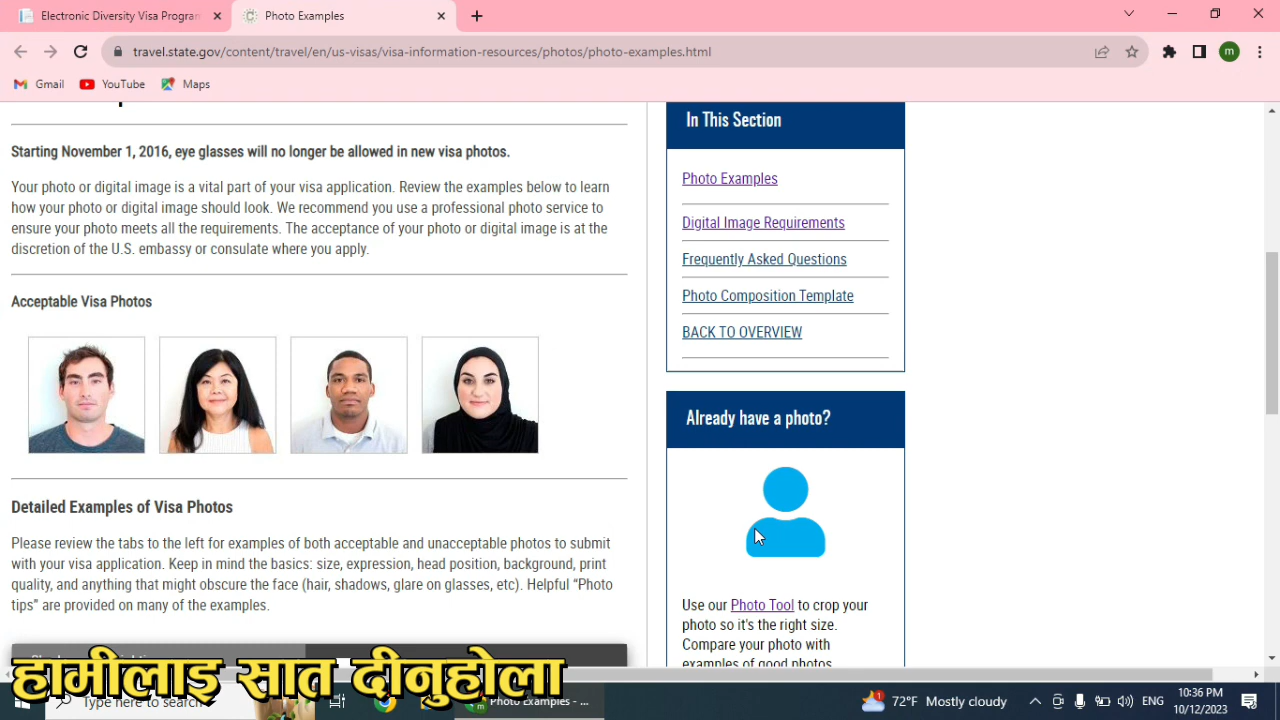 Electronic Diversity Visa Progran
Photo Examples
travel.state.gov/content/travel/en/us-visas/visa-information-resources/photos/photo-examples.html
m
Gmail
YouTube
Maps
Starting November 1, 2016, eye glasses will no longer be allowed in new visa photos.
Your photo or digital image is a vital part of your visa application. Review the examples below to learn
how your photo or digital image should look. We recommend you use a professional photo service to
ensure your photo meets all the requirements. The acceptance of your photo or digital image is at the
discretion of the U.S. embassy or consulate where you apply.
Acceptable Visa Photos
Detailed Examples of Visa Photos
Please review the tabs to the left for examples of both acceptable and unacceptable photos to submit
with your visa application. Keep in mind the basics: size, expression, head position, background, print
quality, and anything that might obscure the face (hair, shadows, glare on glasses, etc). Helpful “Photo
tips” are provided on many of the examples.
In This Section
Photo Examples
Digital Image Requirements
Frequently Asked Questions
Photo Composition Template
BACK TO OVERVIEW
Already have a photo?
Use our Photo Tool to crop your
photo so it's the right size.
Compare your photo with
examples of good photos
हामीलाइ सात दीनुहोला
Type here to search
Photo Examples - ...
1
72°F Mostly cloudy
ENG
10:36 PM
10/12/2023